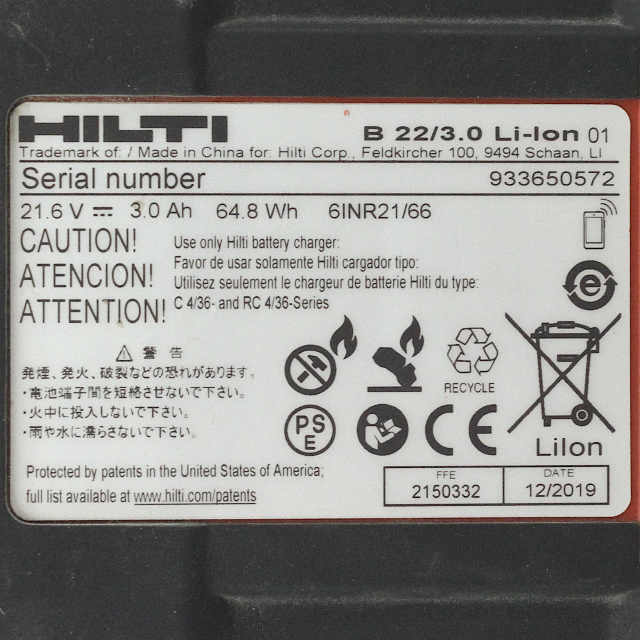 HILTI
B 22/3.0 Li-Ion 01
Trademark of: / Made in China for: Hilti Corp., Feldkircher 100, 9494 Schaan, LI
Serial number 933650572
21.6 V 3.0 Ah 64.8 Wh 6INR21/66
CAUTION!
ATENCION!
ATTENTION!
Use only Hilti battery charger:
Favor de usar solamente Hilti cargador tipo:
Utilizez seulement le chargeur de batterie Hilti du type:
C 4/36- and RC 4/36-Series
e
警 告
発煙、発火、破裂などの恐れがあります。
・電池端子間を短絡させないで下さい。
・火中に投入しないで下さい。
・雨や水に濡らさないで下さい。
RECYCLE
PS
E
CE
LiIon
Protected by patents in the United States of America;
full list available at www.hilti.com/patents
FFE
2150332
DATE
12/2019